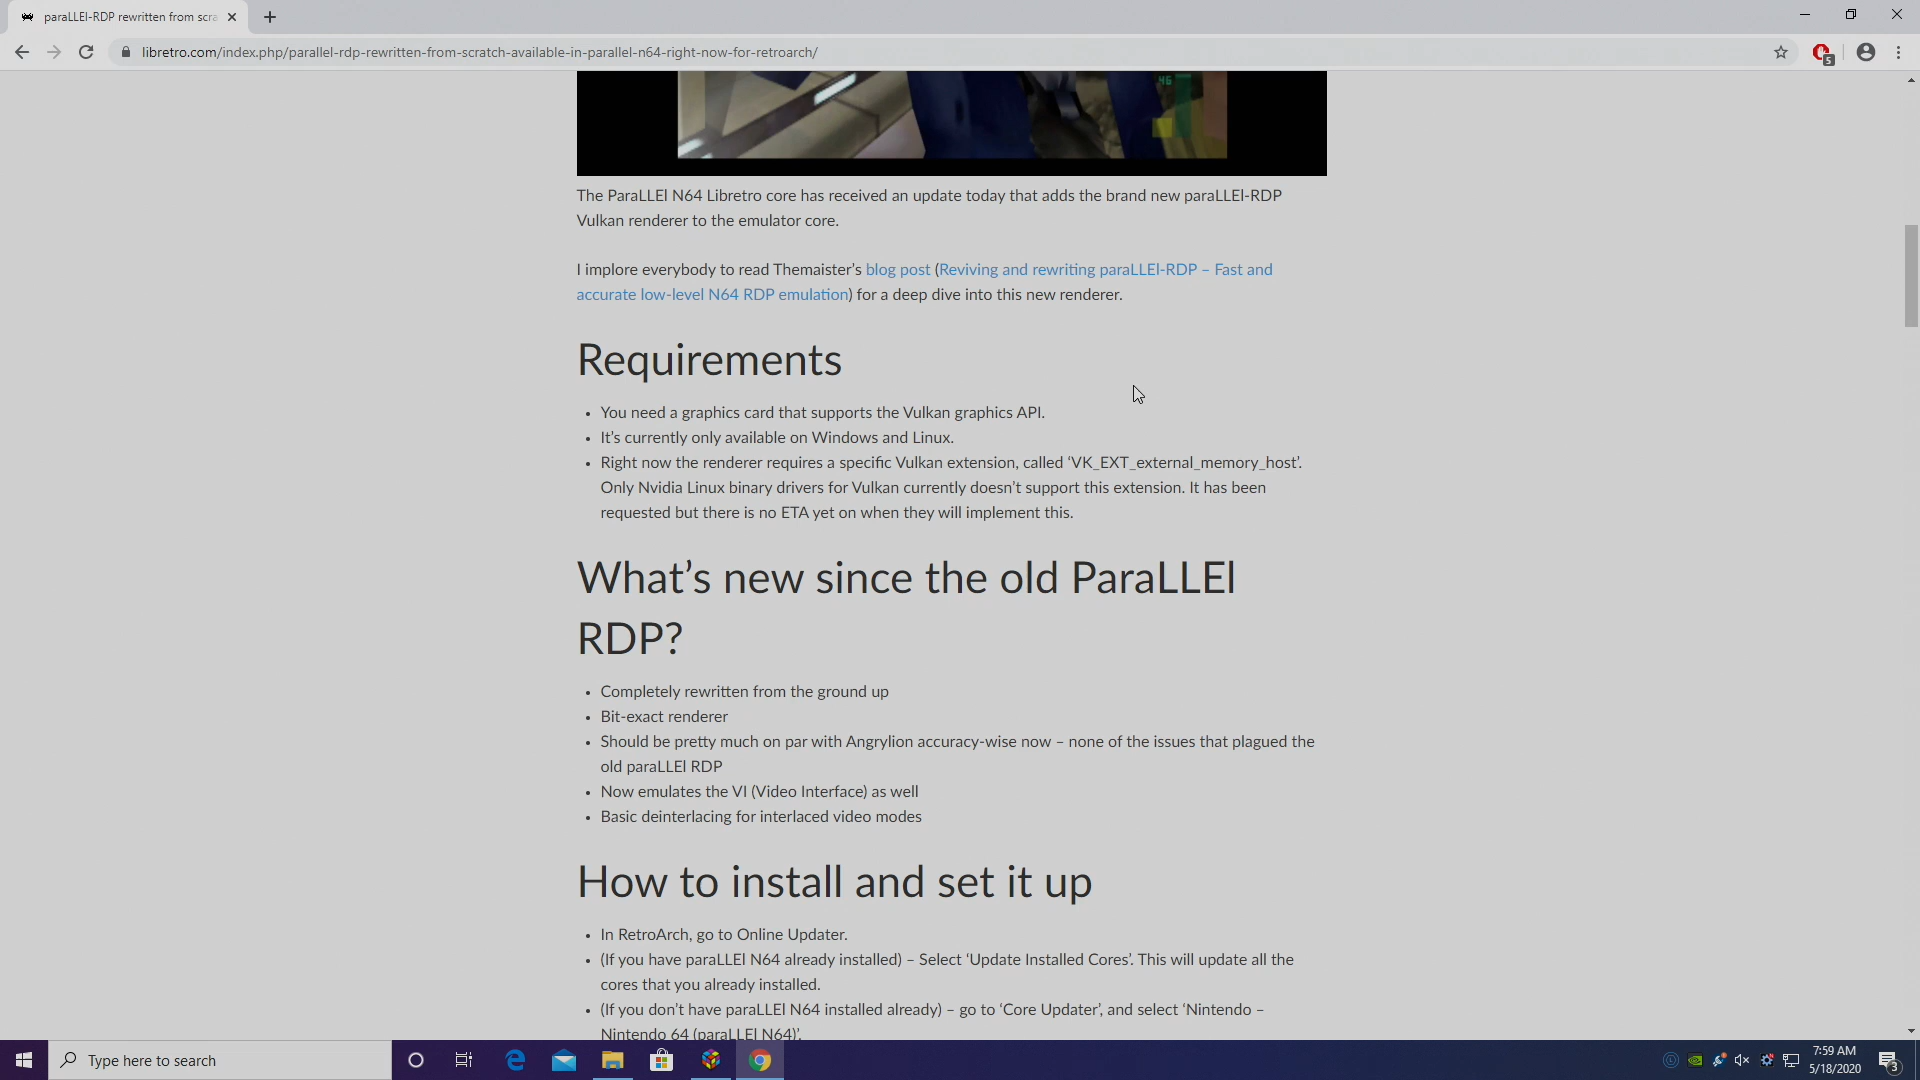 paraLLEl-RDP rewritten from scra
libretro.com/index.php/parallel-rdp-rewritten-from-scratch-available-in-parallel-n64-right-now-for-retroarch/
5
46
The ParaLLEl N64 Libretro core has received an update today that adds the brand new paraLLEl-RDP
Vulkan renderer to the emulator core.
I implore everybody to read Themaister’s blog post (Reviving and rewriting paraLLEl-RDP – Fast and
accurate low-level N64 RDP emulation) for a deep dive into this new renderer.
Requirements
• You need a graphics card that supports the Vulkan graphics API.
• It’s currently only available on Windows and Linux.
• Right now the renderer requires a specific Vulkan extension, called ‘VK_EXT_external_memory_host’.
Only Nvidia Linux binary drivers for Vulkan currently doesn’t support this extension. It has been
requested but there is no ETA yet on when they will implement this.
What’s new since the old ParaLLEl
RDP?
• Completely rewritten from the ground up
• Bit-exact renderer
• Should be pretty much on par with Angrylion accuracy-wise now – none of the issues that plagued the
old paraLLEl RDP
• Now emulates the VI (Video Interface) as well
• Basic deinterlacing for interlaced video modes
How to install and set it up
• In RetroArch, go to Online Updater.
• (If you have paraLLEl N64 already installed) – Select ‘Update Installed Cores’. This will update all the
cores that you already installed.
• (If you don’t have paraLLEl N64 installed already) – go to ‘Core Updater’, and select ‘Nintendo –
Nintendo 64 (paraLLEl N64)’.
Type here to search
7:59 AM
5/18/2020
3